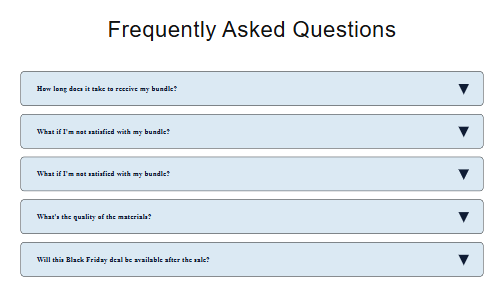 Frequently Asked Questions
How long does it take to receive my bundle?
What if I'm not satisfied with my bundle?
What if I'm not satisfied with my bundle?
What's the quality of the materials?
Will this Black Friday deal be available after the sale?